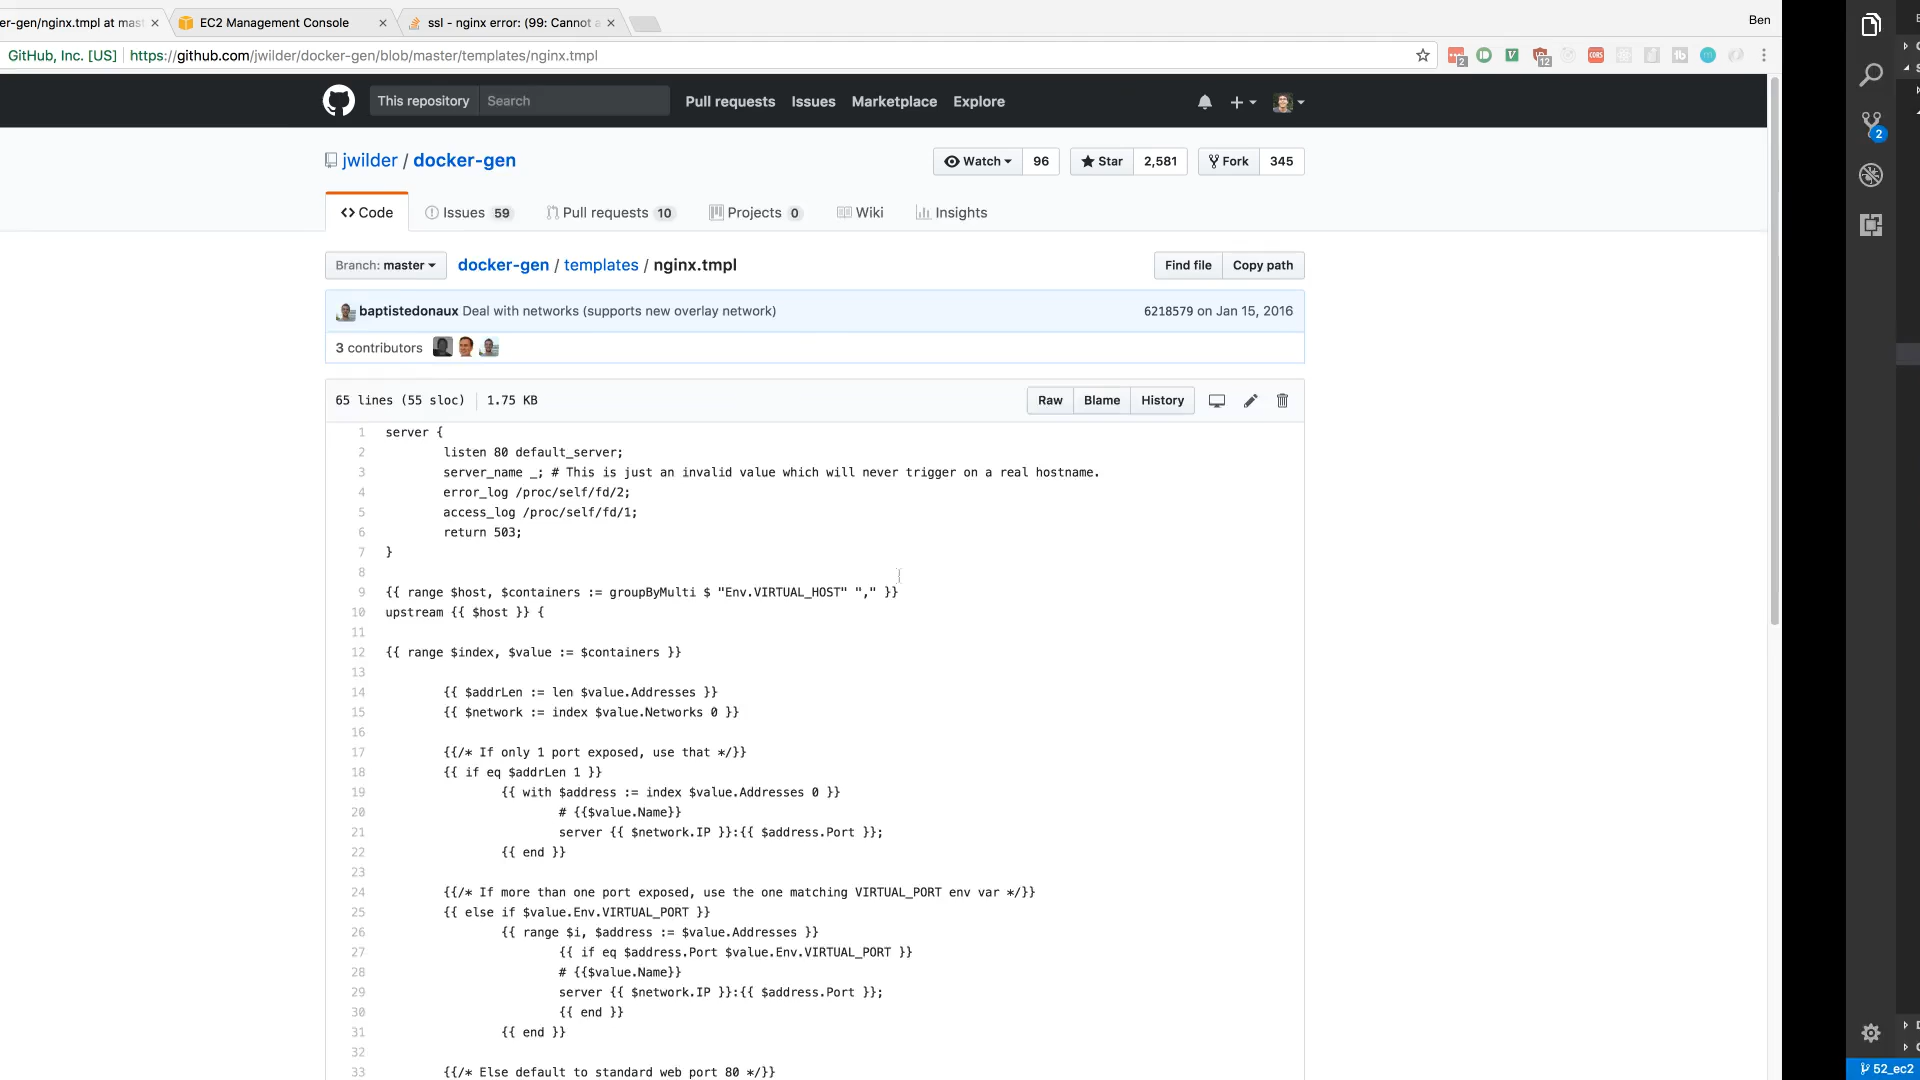 er-gen/nginx.tmpl at mast
EC2 Management Console
ssl - nginx error: (99: Cannot a
Ben
GitHub, Inc. [US]
https://github.com/jwilder/docker-gen/blob/master/templates/nginx.tmpl
2
12
CORS
This repository
Search
Pull requests
Issues
Marketplace
Explore
jwilder / docker-gen
Watch
96
Star
2,581
Fork
345
Code
Issues 59
Pull requests 10
Projects 0
Wiki
Insights
Branch: master
docker-gen / templates / nginx.tmpl
Find file
Copy path
baptistedonaux Deal with networks (supports new overlay network)
6218579 on Jan 15, 2016
3 contributors
65 lines (55 sloc)
1.75 KB
Raw
Blame
History
1 server {
2 listen 80 default_server;
3 server_name _; # This is just an invalid value which will never trigger on a real hostname.
4 error_log /proc/self/fd/2;
5 access_log /proc/self/fd/1;
6 return 503;
7 }
8
9 {{ range $host, $containers := groupByMulti $ "Env.VIRTUAL_HOST" "," }}
10 upstream {{ $host }} {
11
12 {{ range $index, $value := $containers }}
13
14 {{ $addrLen := len $value.Addresses }}
15 {{ $network := index $value.Networks 0 }}
16
17 {{/* If only 1 port exposed, use that */}}
18 {{ if eq $addrLen 1 }}
19 {{ with $address := index $value.Addresses 0 }}
20 # {{$value.Name}}
21 server {{ $network.IP }}:{{ $address.Port }};
22 {{ end }}
23
24 {{/* If more than one port exposed, use the one matching VIRTUAL_PORT env var */}}
25 {{ else if $value.Env.VIRTUAL_PORT }}
26 {{ range $i, $address := $value.Addresses }}
27 {{ if eq $address.Port $value.Env.VIRTUAL_PORT }}
28 # {{$value.Name}}
29 server {{ $network.IP }}:{{ $address.Port }};
30 {{ end }}
31 {{ end }}
32
33 {{/* Else default to standard web port 80 */}}
2
52_ec2